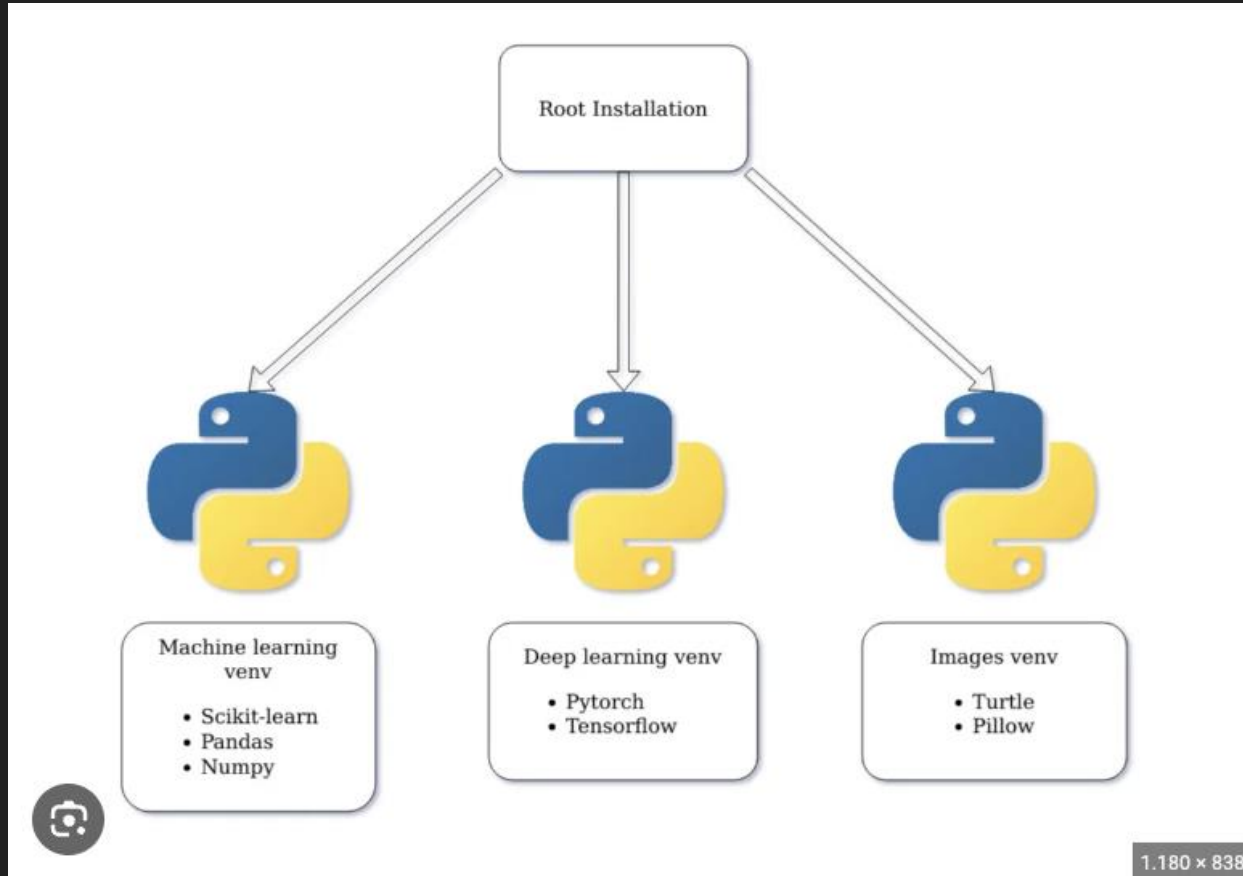 Root Installation
Machine learning
venv
• Scikit-learn
• Pandas
• Numpy
Deep learning venv
• Pytorch
• Tensorflow
Images venv
• Turtle
• Pillow
1.180 × 838